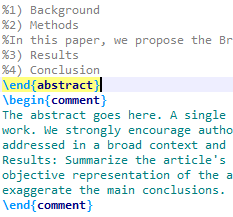 %1) Background
%2) Methods
%In this paper, we propose the Br
%3) Results
%4) Conclusion
\end{abstract}
\begin{comment}
The abstract goes here. A single
work. We strongly encourage autho
addressed in a broad context and
Results: Summarize the article's
objective representation of the a
exaggerate the main conclusions.
\end{comment}